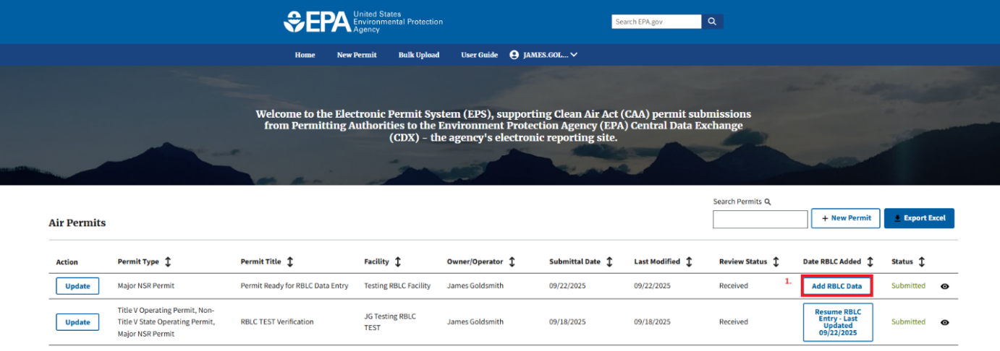 EPA
United States
Environmental Protection
Agency
Search EPA.gov
Home New Permit Bulk Upload User Guide JAMES.GOL...
Welcome to the Electronic Permit System (EPS), supporting Clean Air Act (CAA) permit submissions
from Permitting Authorities to the Environment Protection Agency (EPA) Central Data Exchange
(CDX) – the agency's electronic reporting site.
Search Permits
Air Permits
+ New Permit
Export Excel
Action Permit Type Permit Title Facility Owner/Operator Submittal Date Last Modified Review Status Date RBLC Added Status
Update Major NSR Permit Permit Ready for RBLC Data Entry Testing RBLC Facility James Goldsmith 09/22/2025 09/22/2025 Received 1. Add RBLC Data Submitted
Update
Title V Operating Permit, Non-
Title V State Operating Permit,
Major NSR Permit
RBLC TEST Verification
JG Testing RBLC
TEST
James Goldsmith 09/18/2025 09/18/2025 Received
Resume RBLC
Entry - Last
Updated
09/22/2025
Submitted